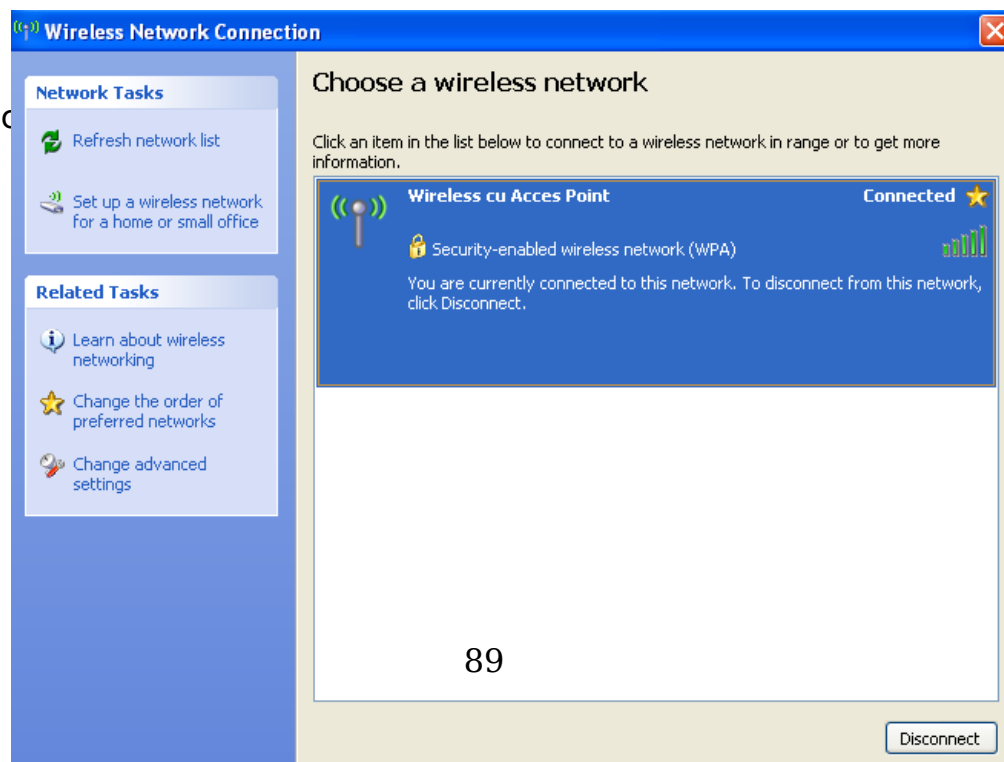 Wireless Network Connection
Network Tasks
Refresh network list
Set up a wireless network
for a home or small office
Related Tasks
Learn about wireless
networking
Change the order of
preferred networks
Change advanced
settings
Choose a wireless network
Click an item in the list below to connect to a wireless network in range or to get more
information.
Wireless cu Acces Point
Connected
Security-enabled wireless network (WPA)
You are currently connected to this network. To disconnect from this network,
click Disconnect.
89
Disconnect